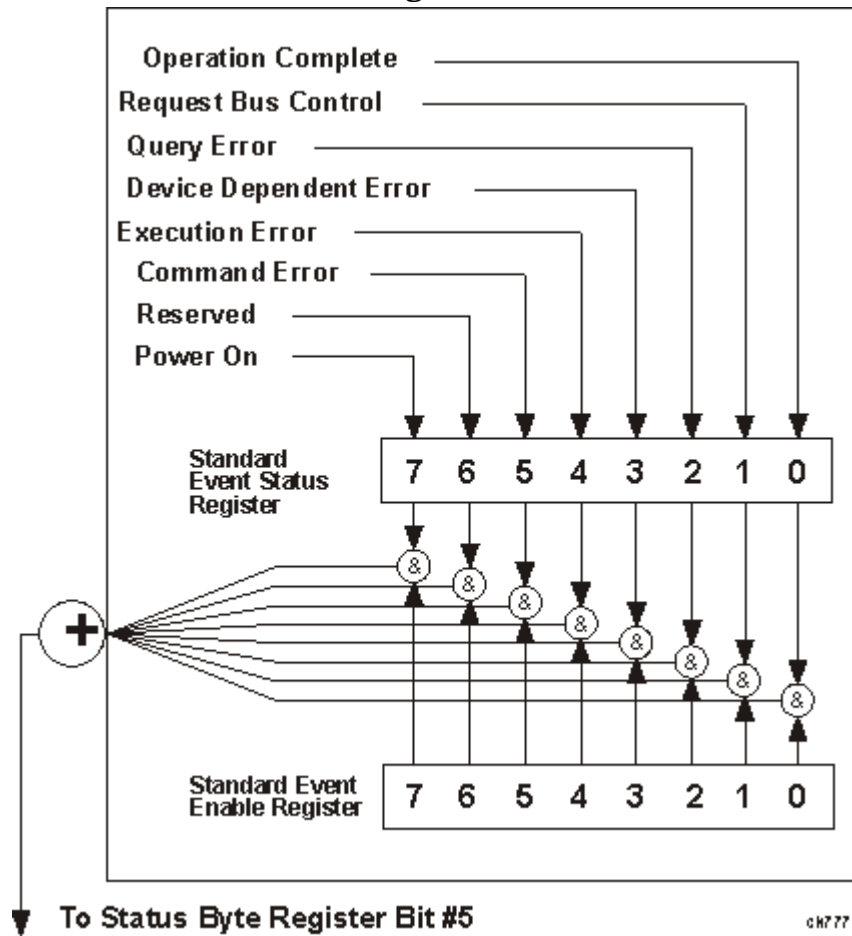 Operation Complete
Request Bus Control
Query Error
Device Dependent Error
Execution Error
Command Error
Reserved
Power On
Standard
Event Status
Register
7 6 5 4 3 2 1 0
&
&
&
&
&
&
&
&
+
Standard Event
Enable Register
7 6 5 4 3 2 1 0
To Status Byte Register Bit #5